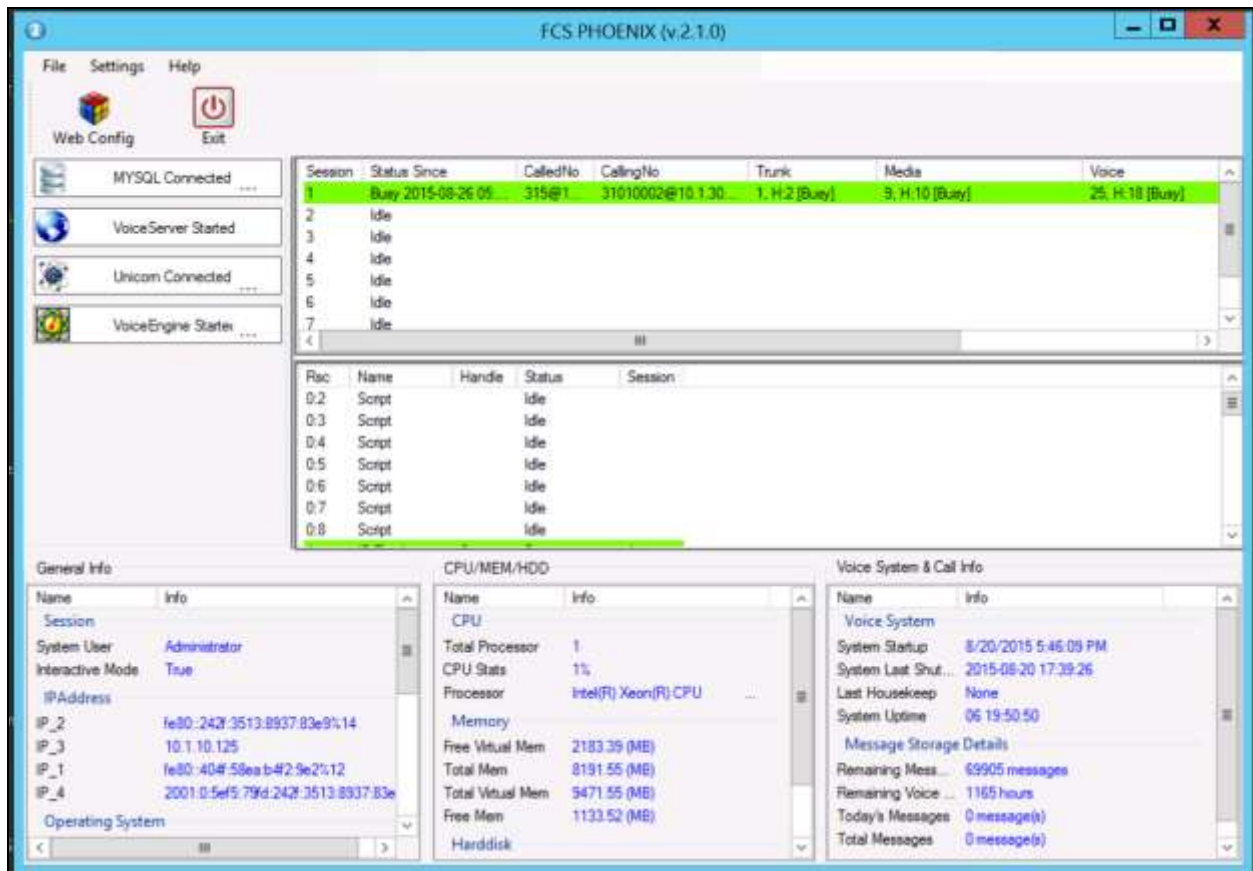 FCS PHOENIX (v.2.1.0)
File Settings Help
Web Config Exit
MYSQL Connected ...
VoiceServer Started
Unicorn Connected ...
VoiceEngine Starte ...
Session Status Since CalledNo CallingNo Trunk Media Voice
1 Busy 2015-08-26 05:... 315@1... 31010002@10.1.30... 1, H:2 [Busy] 9, H:10 [Busy] 25, H:18 [Busy]
2 Idle
3 Idle
4 Idle
5 Idle
6 Idle
7 Idle
Rsc Name Handle Status Session
0:2 Script Idle
0:3 Script Idle
0:4 Script Idle
0:5 Script Idle
0:6 Script Idle
0:7 Script Idle
0:8 Script Idle
General Info
Name Info
Session
System User Administrator
Interactive Mode True
IPAddress
IP_2 fe80::242f:3513:8937:83e9%14
IP_3 10.1.10.125
IP_1 fe80::404f:58ea:b4f2:9e2%12
IP_4 2001:0:5ef5:79fd:242f:3513:8937:83e
Operating System
CPU/MEM/HDD
Name Info
CPU
Total Processor 1
CPU Stats 1%
Processor Intel(R) Xeon(R) CPU ...
Memory
Free Virtual Mem 2183.39 (MB)
Total Mem 8191.55 (MB)
Total Virtual Mem 9471.55 (MB)
Free Mem 1133.52 (MB)
Harddisk
Voice System & Call Info
Name Info
Voice System
System Startup 8/20/2015 5:46:09 PM
System Last Shut... 2015-08-20 17:39:26
Last Housekeep None
System Uptime 06 19:50:50
Message Storage Details
Remaining Mess... 69905 messages
Remaining Voice ... 1165 hours
Today's Messages 0 message(s)
Total Messages 0 message(s)